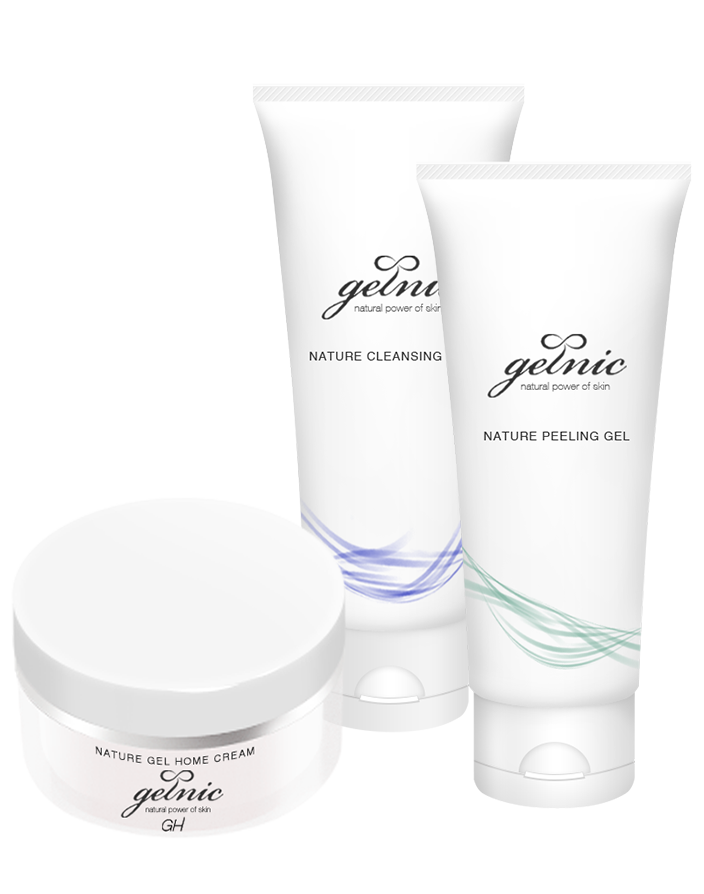 gelnic
natural power of skin
NATURE CLEANSING
gelnic
natural power of skin
NATURE PEELING GEL
NATURE GEL HOME CREAM
gelnic
natural power of skin
GH